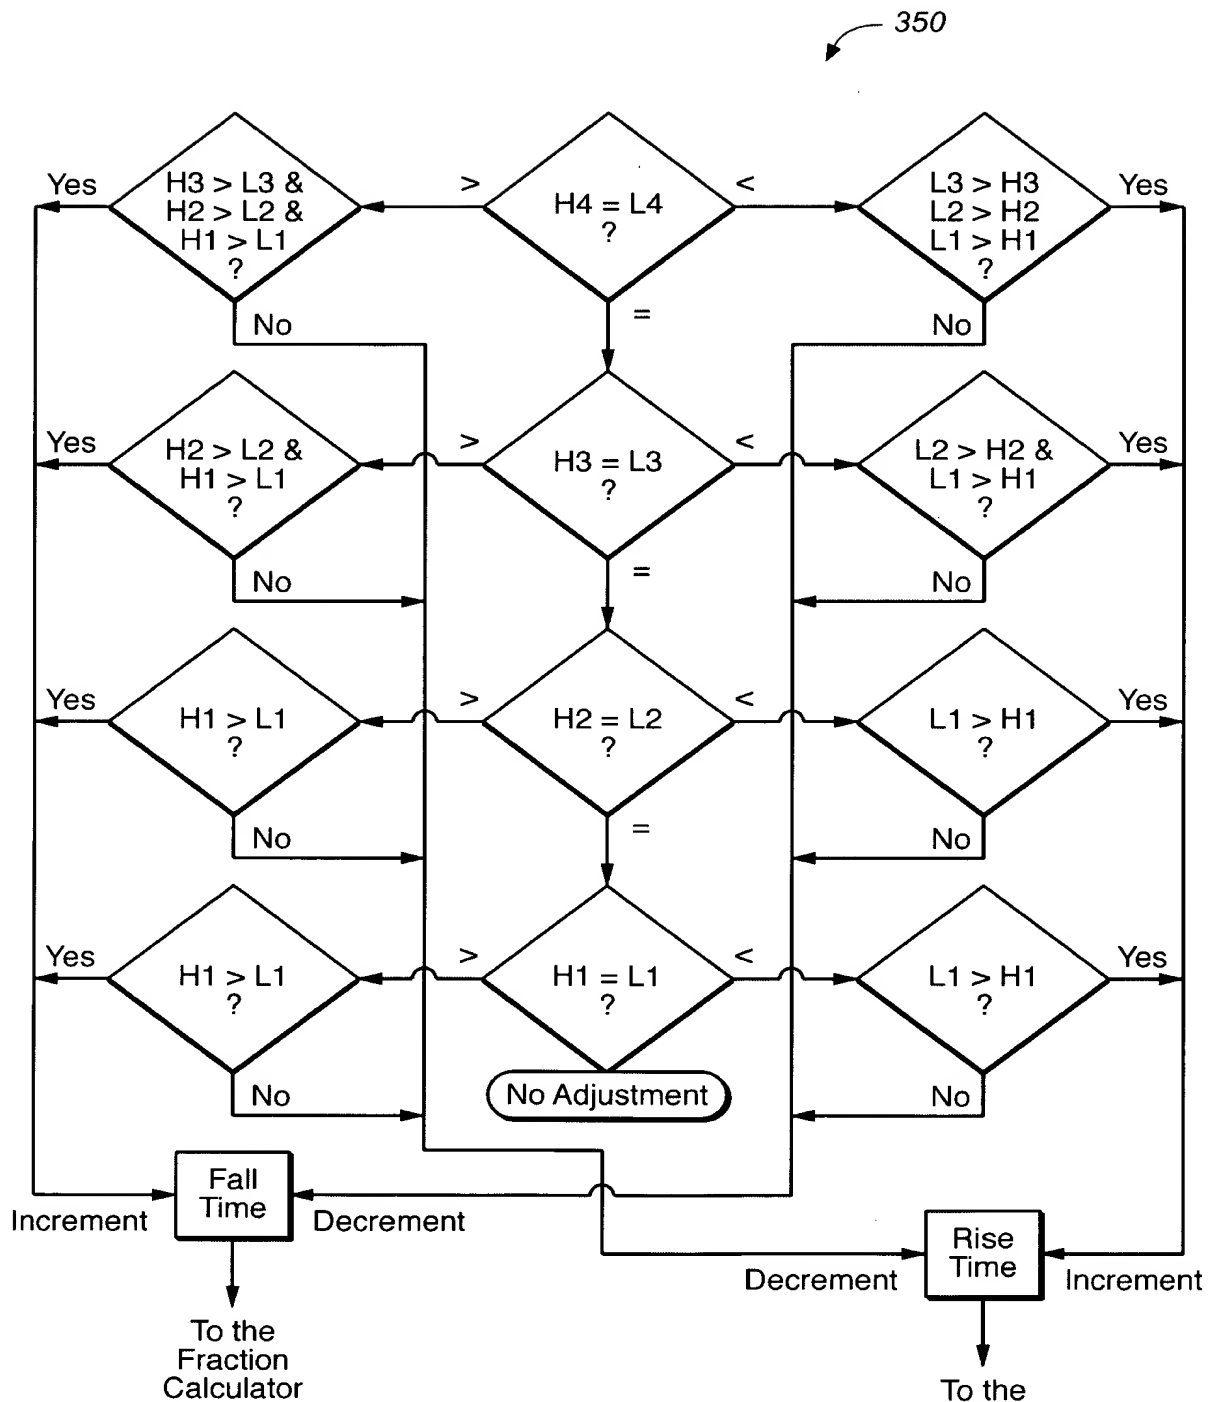 350
H3 > L3 &
H2 > L2 &
H1 > L1
?
Yes
No
>
H4 = L4
?
<
=
L3 > H3
L2 > H2
L1 > H1
?
Yes
No
H2 > L2 &
H1 > L1
?
Yes
No
>
H3 = L3
?
<
=
L2 > H2 &
L1 > H1
?
Yes
No
H1 > L1
?
Yes
No
>
H2 = L2
?
<
=
L1 > H1
?
Yes
No
H1 > L1
?
Yes
No
>
H1 = L1
?
<
No Adjustment
L1 > H1
?
Yes
No
Fall
Time
Increment
Decrement
Rise
Time
Decrement
Increment
To the
Fraction
Calculator
To the